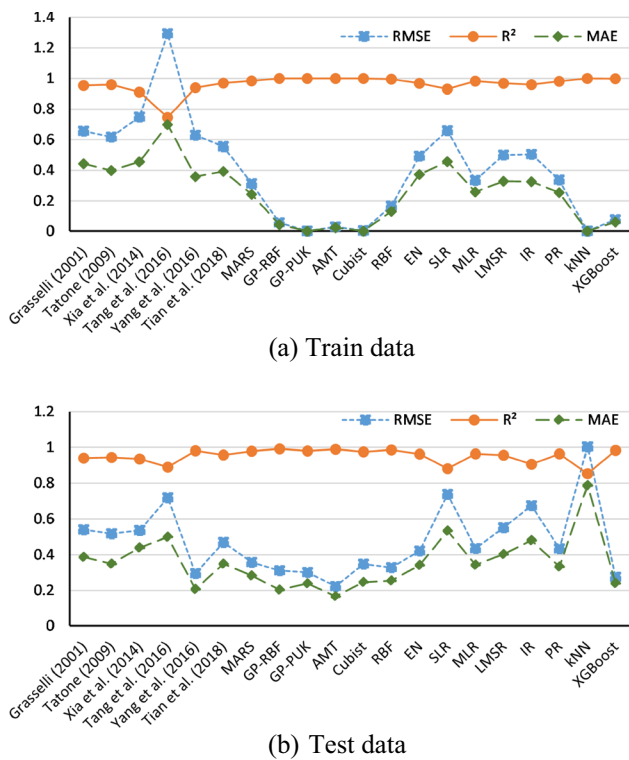 1.4
RMSE R² MAE
1.2
1
0.8
0.6
0.4
0.2
0
Grasselli (2001)
Tatone (2009)
Xia et al. (2014)
Tang et al. (2016)
Yang et al. (2016)
Tian et al. (2018)
MARS
GP-RBF
GP-PUK
AMT
Cubist
RBF
EN
SLR
MLR
LMSR
IR
PR
kNN
XGBoost
(a) Train data
1.2
RMSE R² MAE
1
0.8
0.6
0.4
0.2
0
Grasselli (2001)
Tatone (2009)
Xia et al. (2014)
Tang et al. (2016)
Yang et al. (2016)
Tian et al. (2018)
MARS
GP-RBF
GP-PUK
AMT
Cubist
RBF
EN
SLR
MLR
LMSR
IR
PR
kNN
XGBoost
(b) Test data